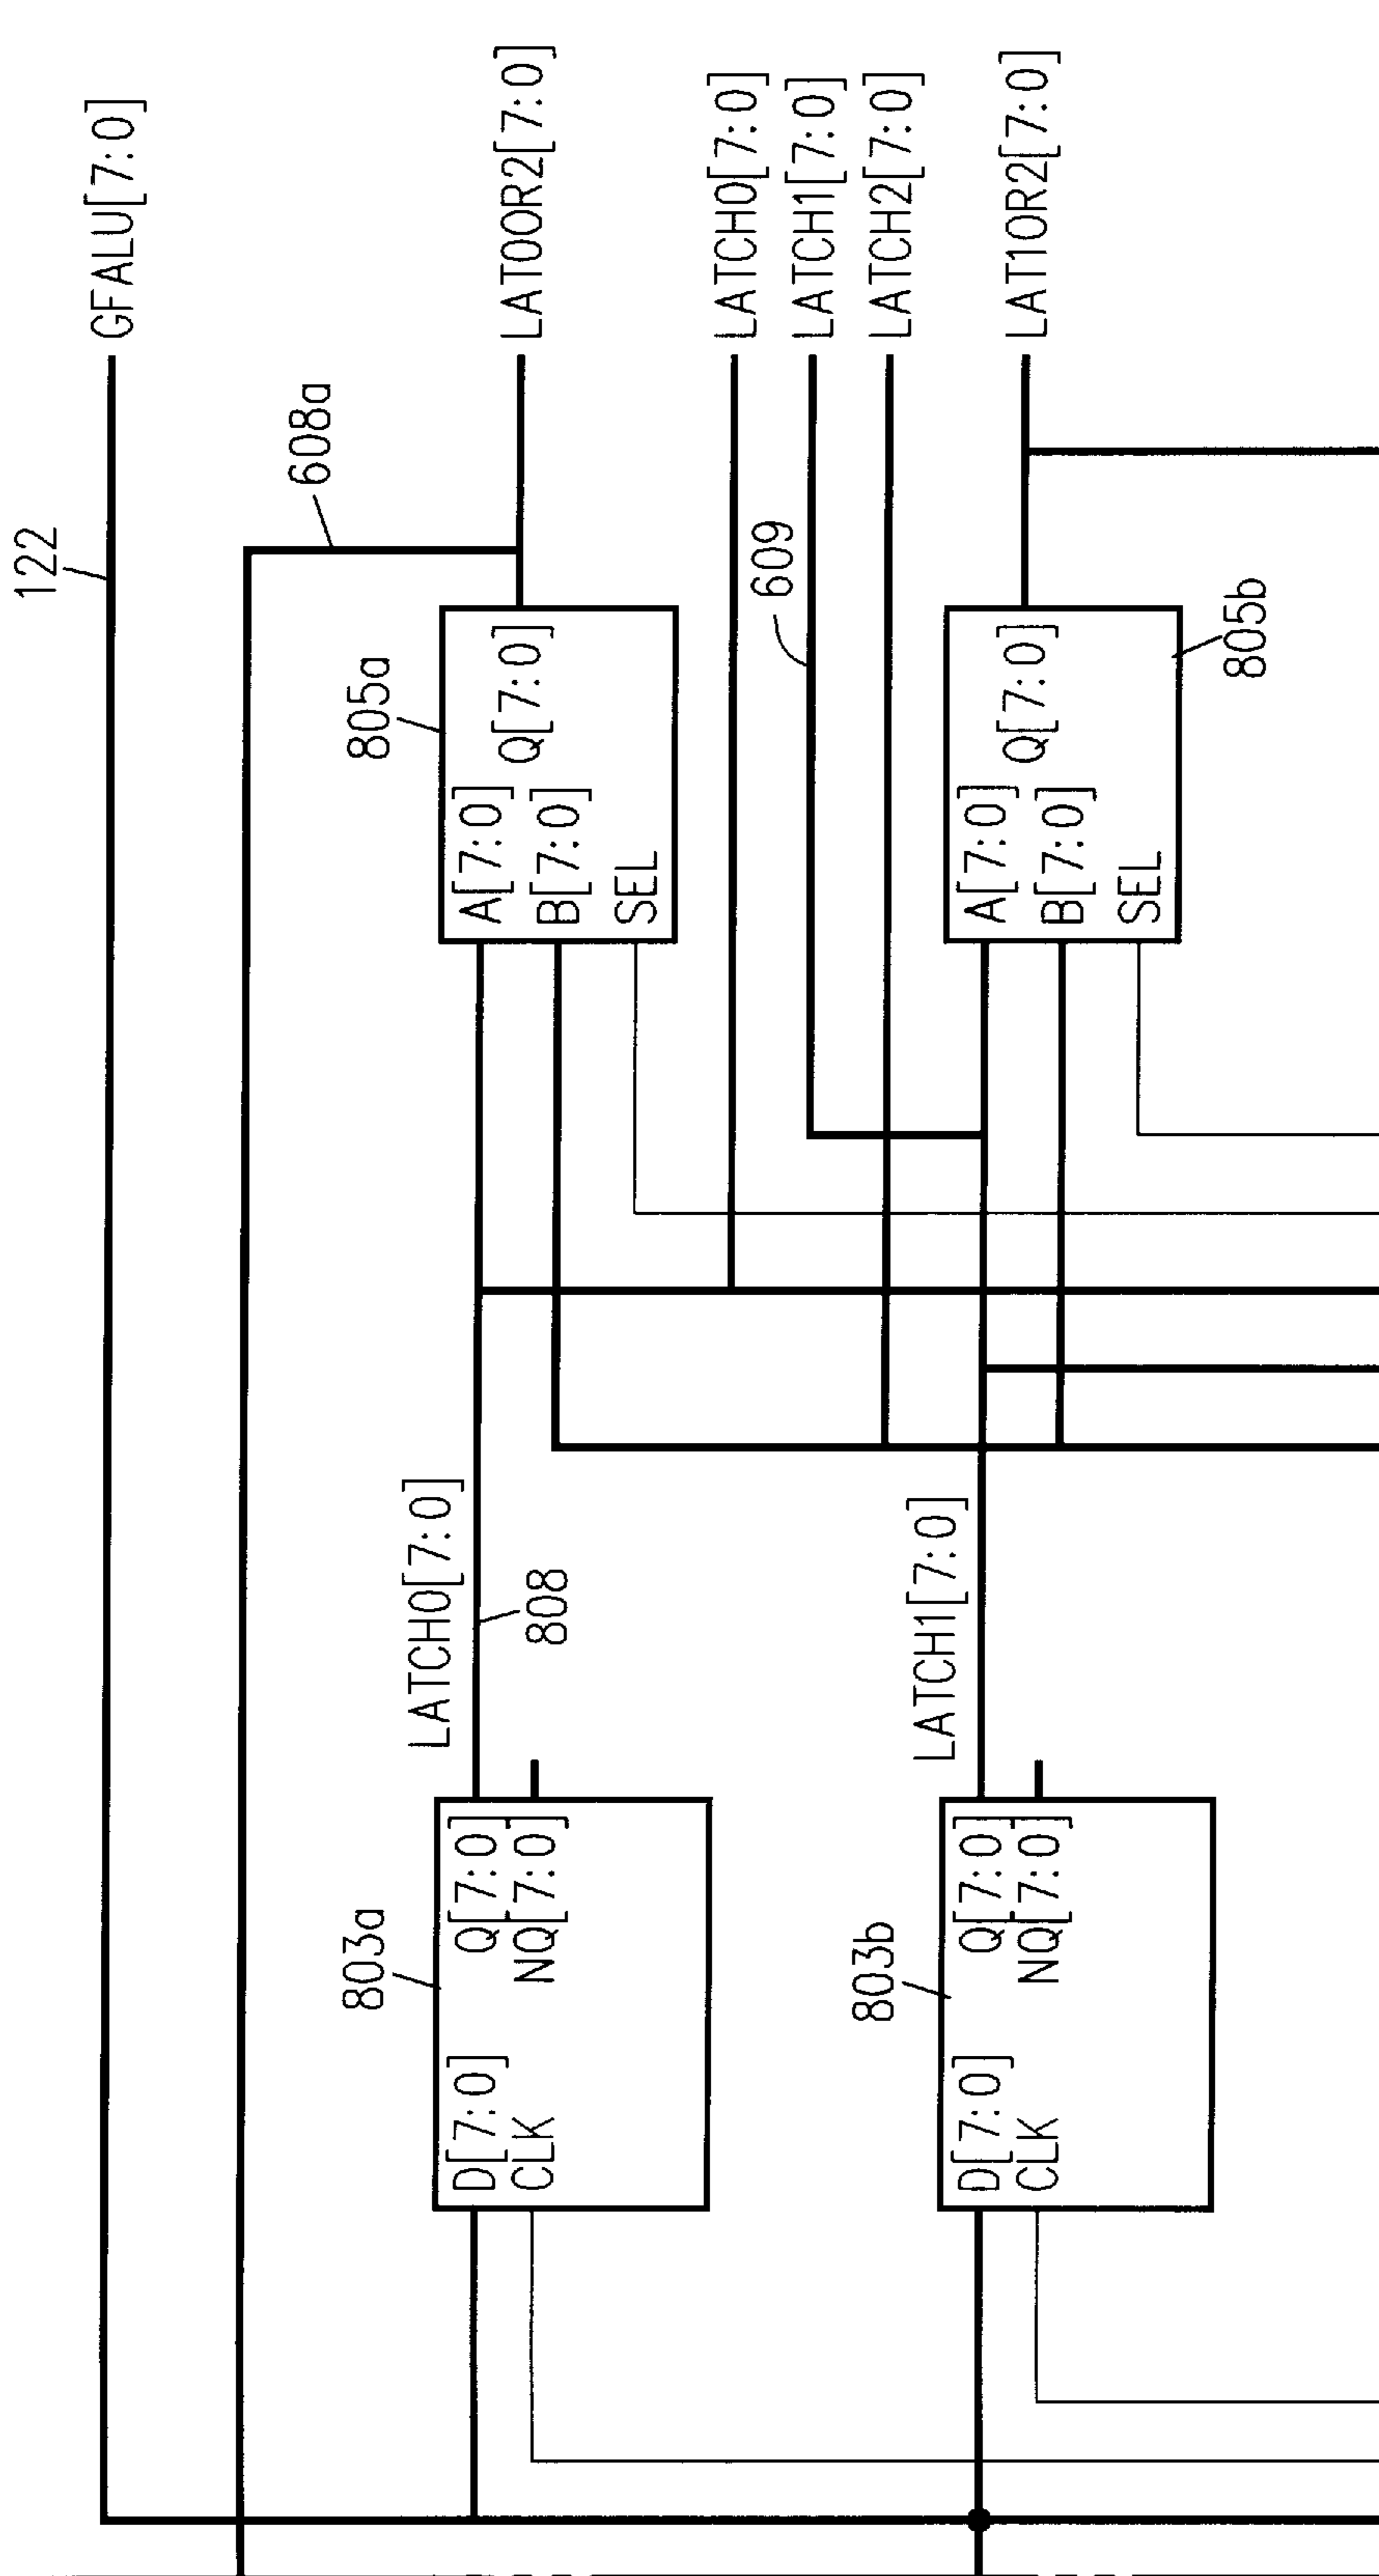 122
GFALU[7:0]
608a
LAT0OR2[7:0]
803a
D[7:0]
CLK
Q[7:0]
NQ[7:0]
LATCH0[7:0]
808
805a
A[7:0]
B[7:0]
SEL
Q[7:0]
LATCH0[7:0]
609
LATCH1[7:0]
LATCH2[7:0]
803b
D[7:0]
CLK
Q[7:0]
NQ[7:0]
LATCH1[7:0]
A[7:0]
B[7:0]
SEL
Q[7:0]
805b
LAT1OR2[7:0]